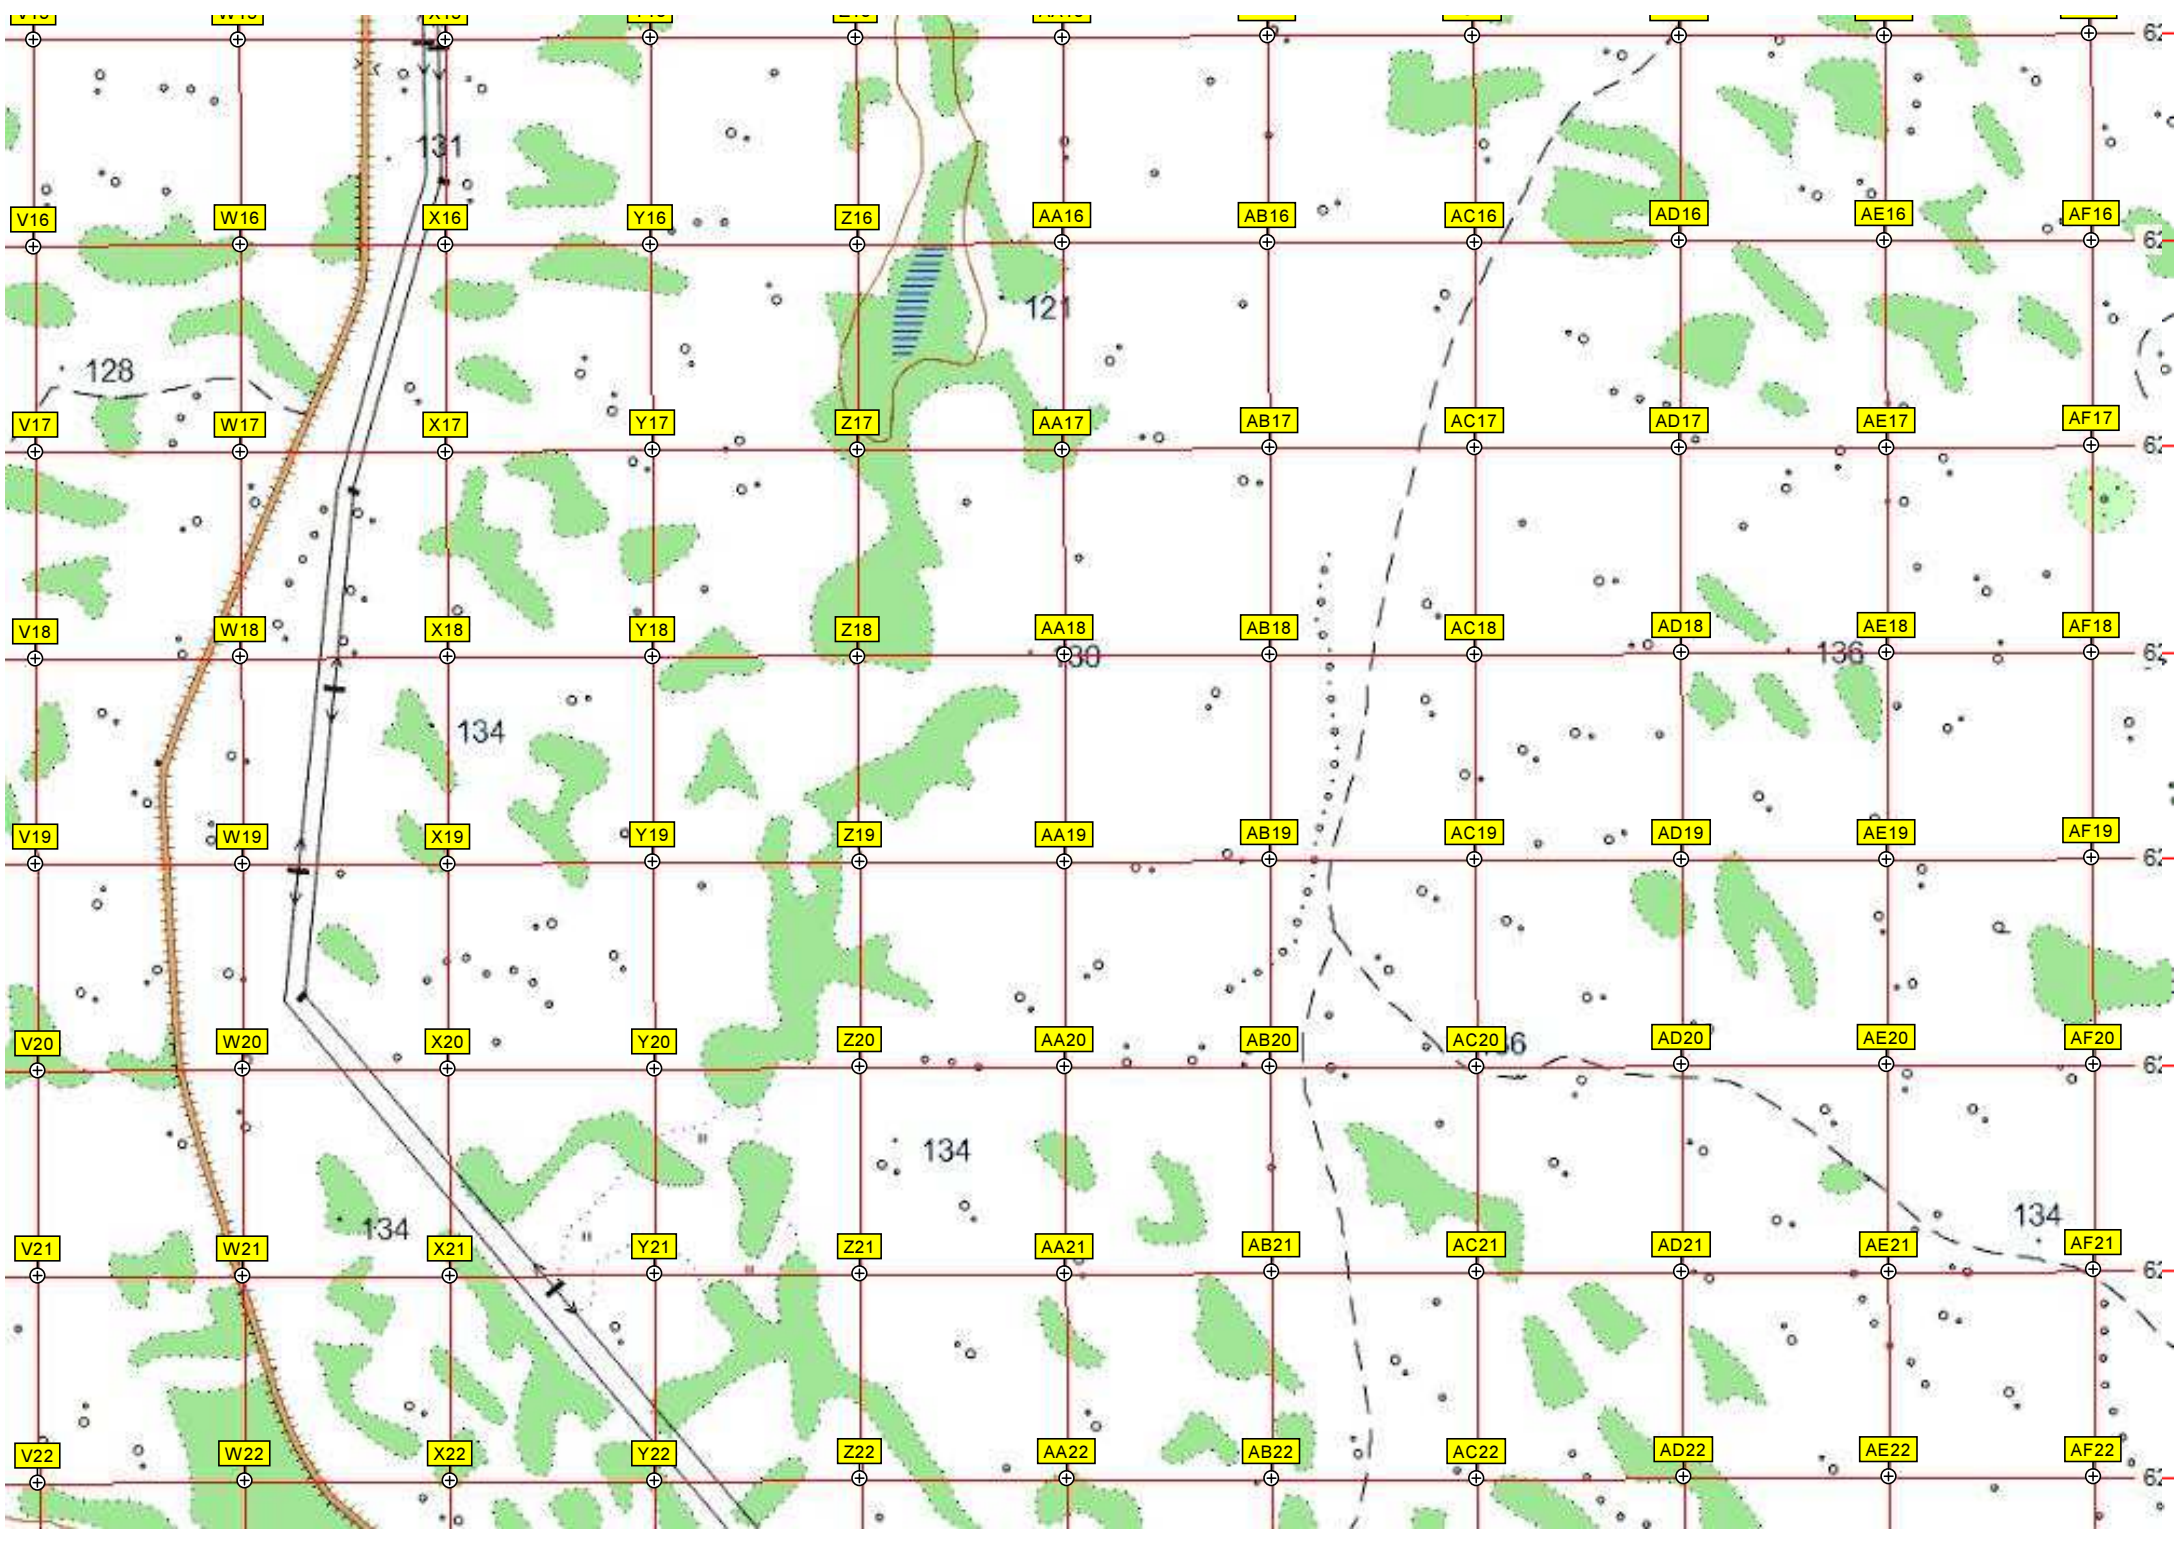 131
V16 W16 X16 Y16 Z16 AA16 AB16 AC16 AD16 AE16 AF16
121
128
V17 W17 X17 Y17 Z17 AA17 AB17 AC17 AD17 AE17 AF17
V18 W18 X18 Y18 Z18 AA18 AB18 AC18 AD18 AE18 AF18
130 136
134
V19 W19 X19 Y19 Z19 AA19 AB19 AC19 AD19 AE19 AF19
V20 W20 X20 Y20 Z20 AA20 AB20 AC20 AD20 AE20 AF20
134
134 134
V21 W21 X21 Y21 Z21 AA21 AB21 AC21 AD21 AE21 AF21
V22 W22 X22 Y22 Z22 AA22 AB22 AC22 AD22 AE22 AF22